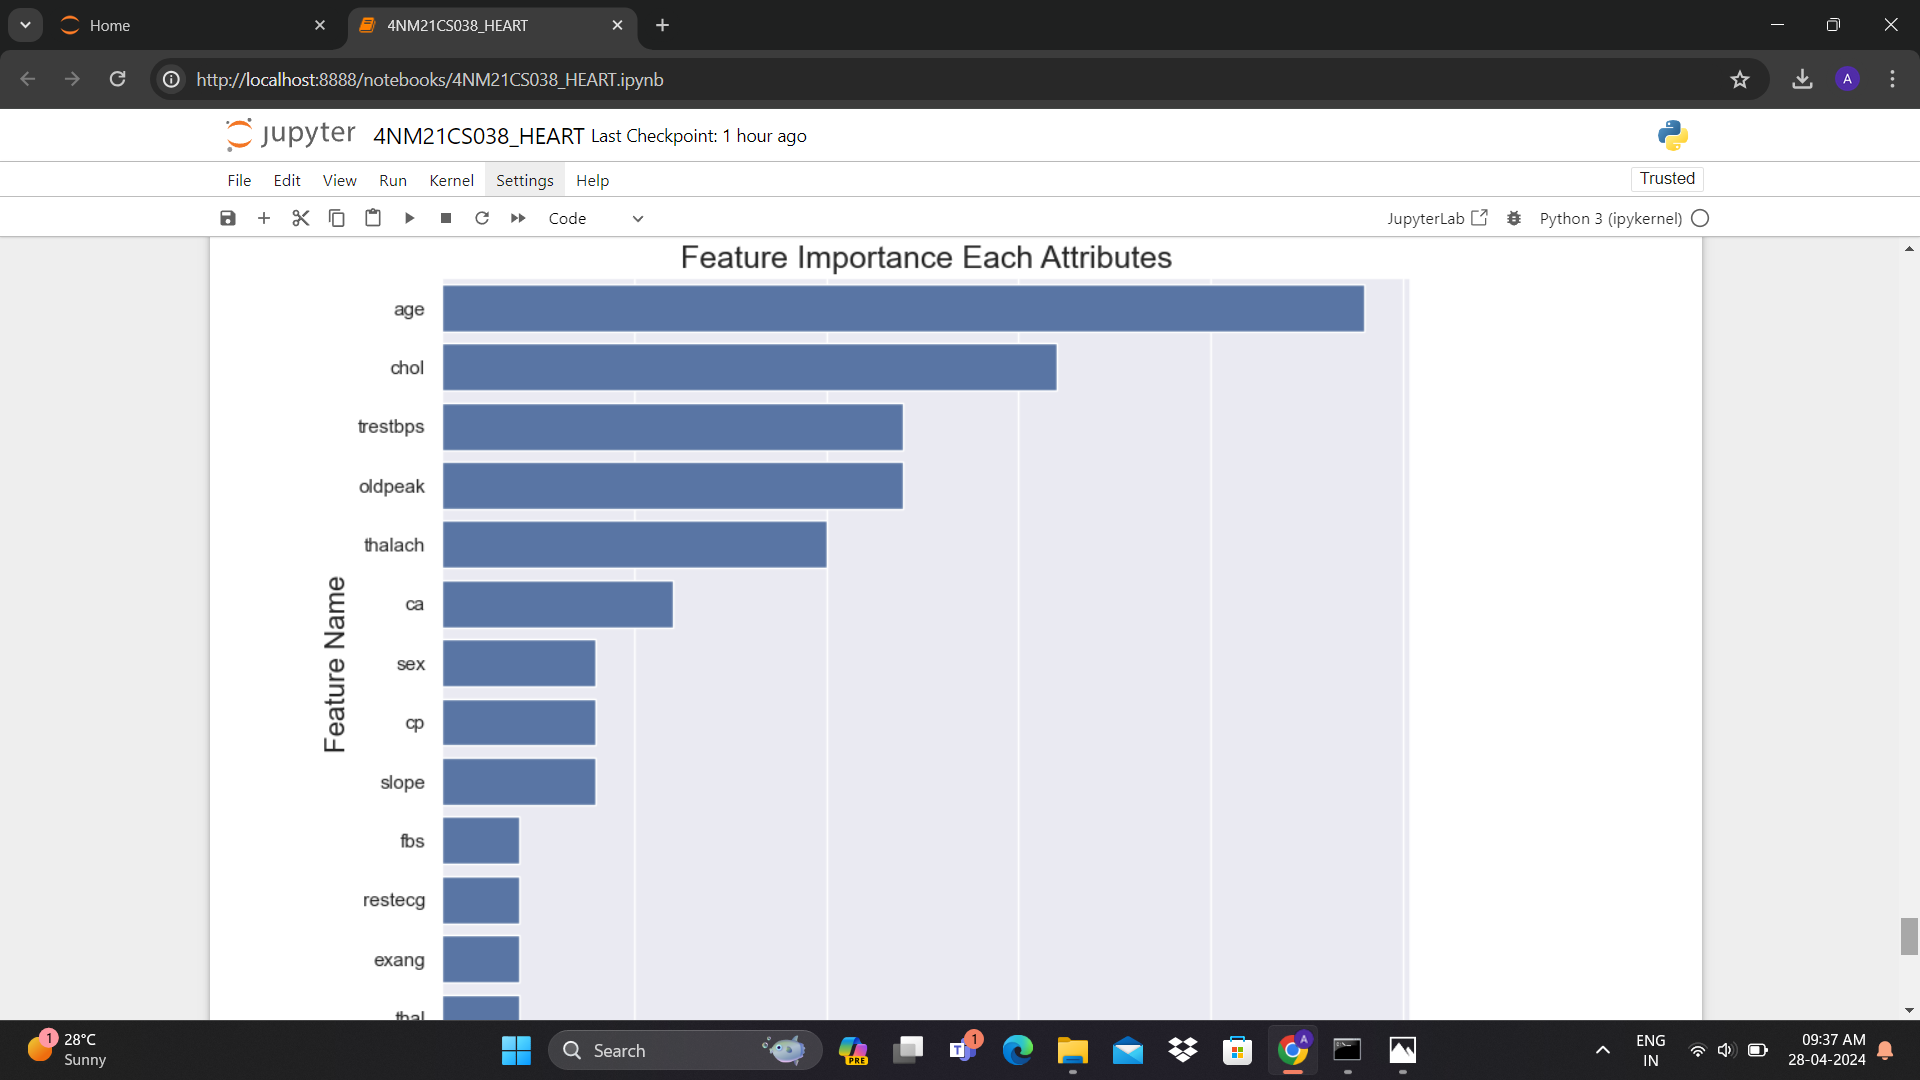 Home
4NM21CS038_HEART
http://localhost:8888/notebooks/4NM21CS038_HEART.ipynb
A
jupyter 4NM21CS038_HEART Last Checkpoint: 1 hour ago
File Edit View Run Kernel Settings Help
Trusted
Code
JupyterLab Python 3 (ipykernel)
Feature Importance Each Attributes
age
chol
trestbps
oldpeak
thalach
ca
sex
cp
slope
fbs
restecg
exang
thal
Feature Name
1
28°C
Sunny
Search
PRE
T
1
A
ENG
IN
09:37 AM
28-04-2024